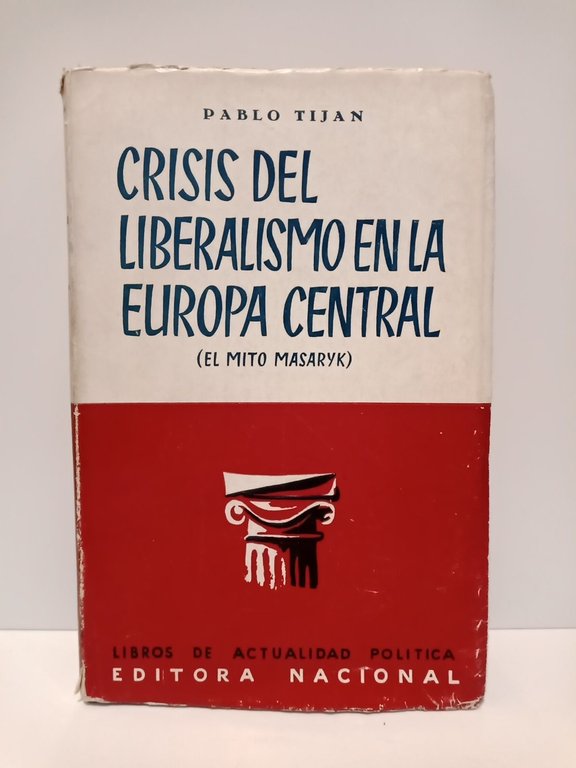 PABLO TIJAN
CRISIS DEL
LIBERALISMO EN LA
EUROPA CENTRAL
(EL MITO MASARYK)
LIBROS DE ACTUALIDAD POLITICA
EDITORA NACIONAL